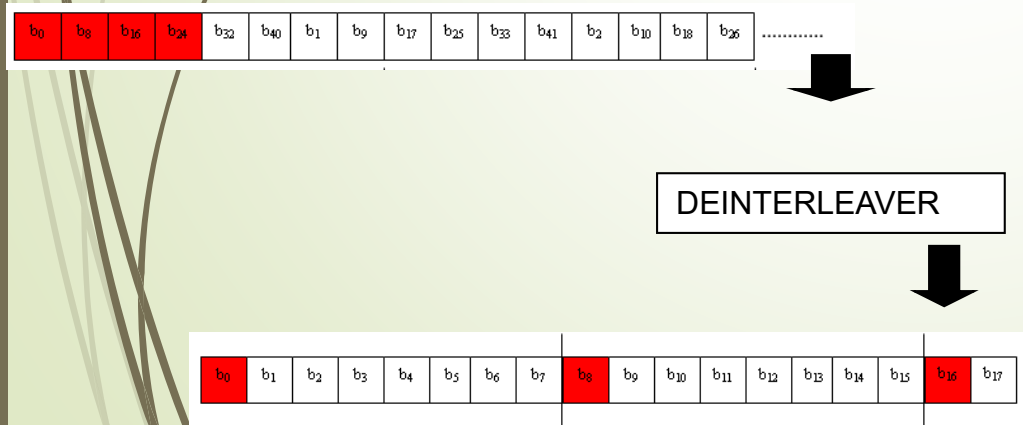 b0 b8 b16 b24 b32 b40 b1 b9 b17 b25 b33 b41 b2 b10 b18 b26 ............
DEINTERLEAVER
b0 b1 b2 b3 b4 b5 b6 b7 b8 b9 b10 b11 b12 b13 b14 b15 b16 b17